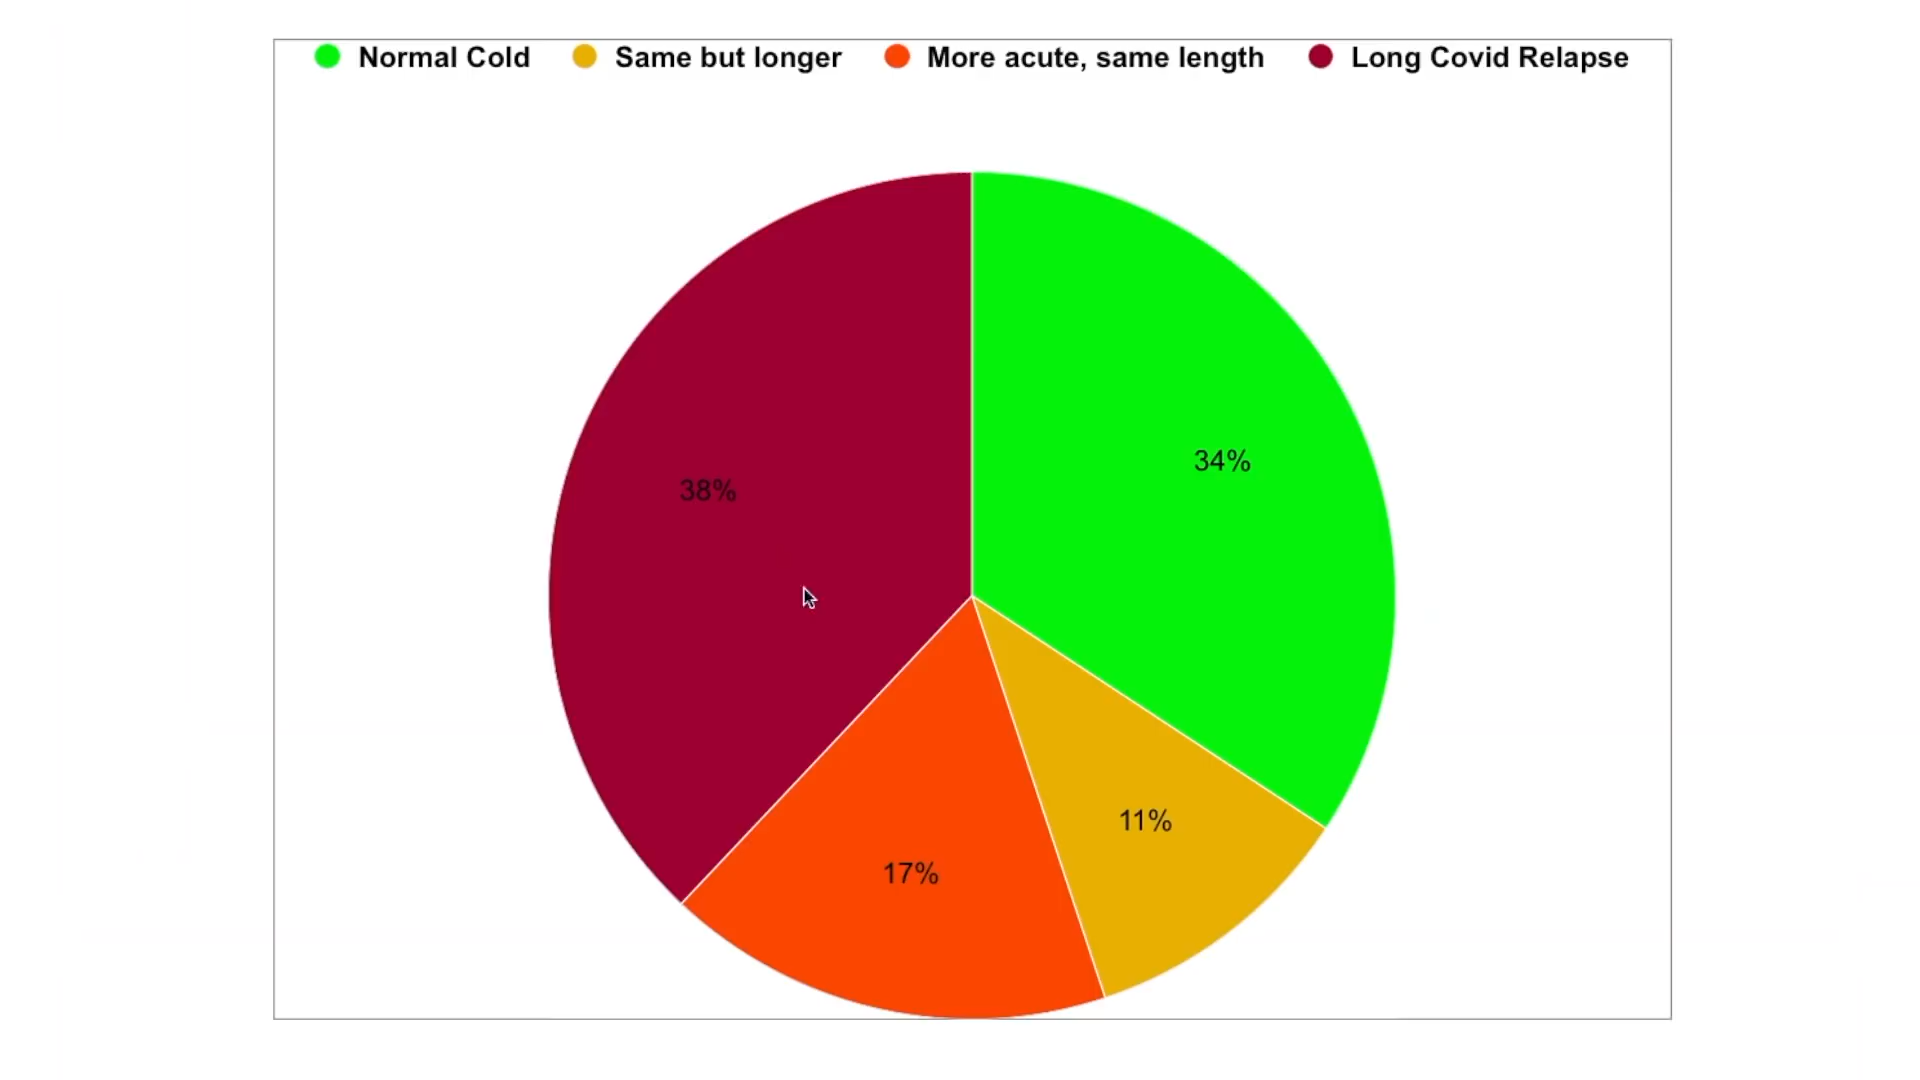 Normal Cold Same but longer More acute, same length Long Covid Relapse
34%
38%
11%
17%